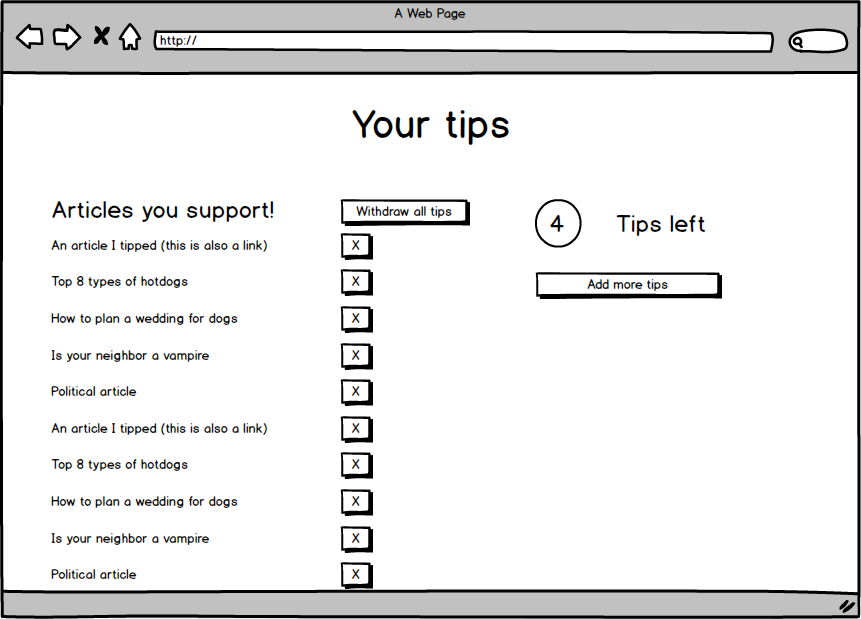 A Web Page
http://
Your tips
Articles you support!
Withdraw all tips
An article I tipped (this is also a link)
X
Top 8 types of hotdogs
X
How to plan a wedding for dogs
X
Is your neighbor a vampire
X
Political article
X
An article I tipped (this is also a link)
X
Top 8 types of hotdogs
X
How to plan a wedding for dogs
X
Is your neighbor a vampire
X
Political article
X
4 Tips left
Add more tips